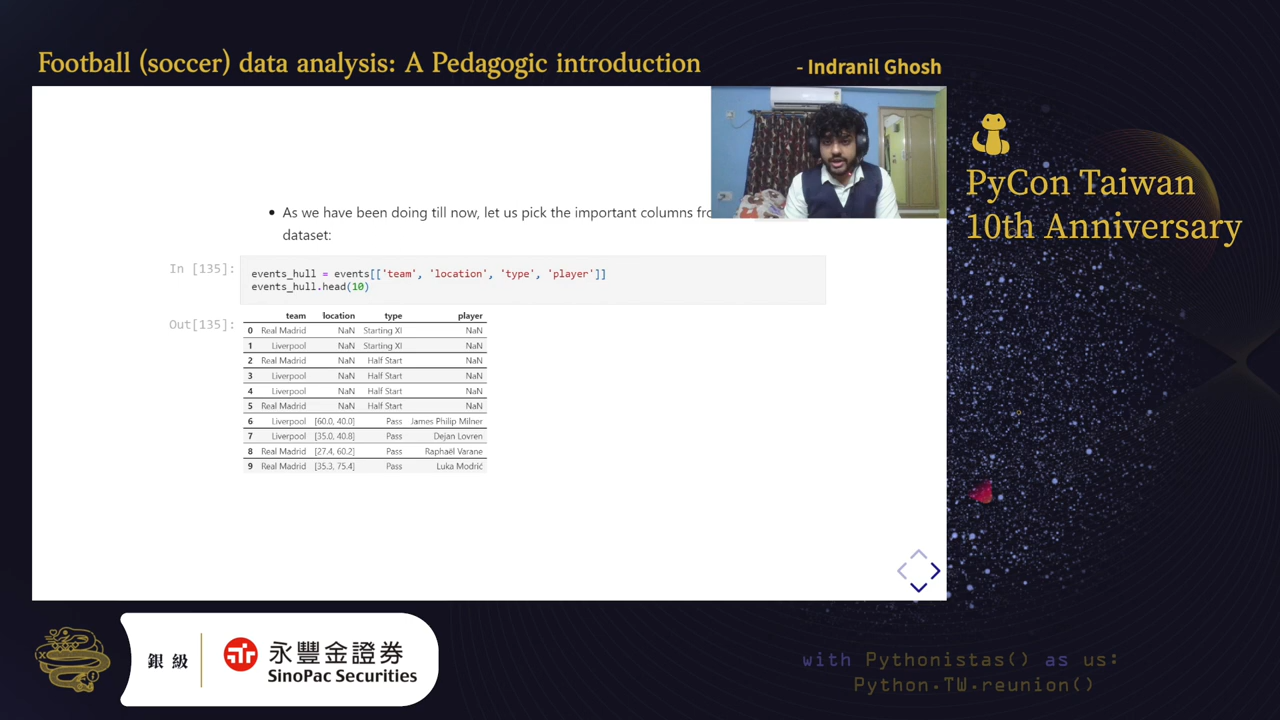 Football (soccer) data analysis: A Pedagogic introduction
- Indranil Ghosh
PyCon Taiwan
10th Anniversary
As we have been doing till now, let us pick the important columns
dataset:
In [135]:
events_hull = events[['team', 'location', 'type', 'player']]
events_hull.head(10)
Out[135]:
team location type player
0 Real Madrid NaN Starting XI NaN
1 Liverpool NaN Starting XI NaN
2 Real Madrid NaN Half Start NaN
3 Liverpool NaN Half Start NaN
4 Liverpool NaN Half Start NaN
5 Real Madrid NaN Half Start NaN
6 Liverpool [60.0, 40.0] Pass James Philip Milner
7 Liverpool [35.0, 40.8] Pass Dejan Lovren
8 Real Madrid [27.4, 60.2] Pass Raphaël Varane
9 Real Madrid [35.3, 75.4] Pass Luka Modrić
銀級
永豐金證券
SinoPac Securities
with Pythonistas() as us:
Python.TW.reunion()